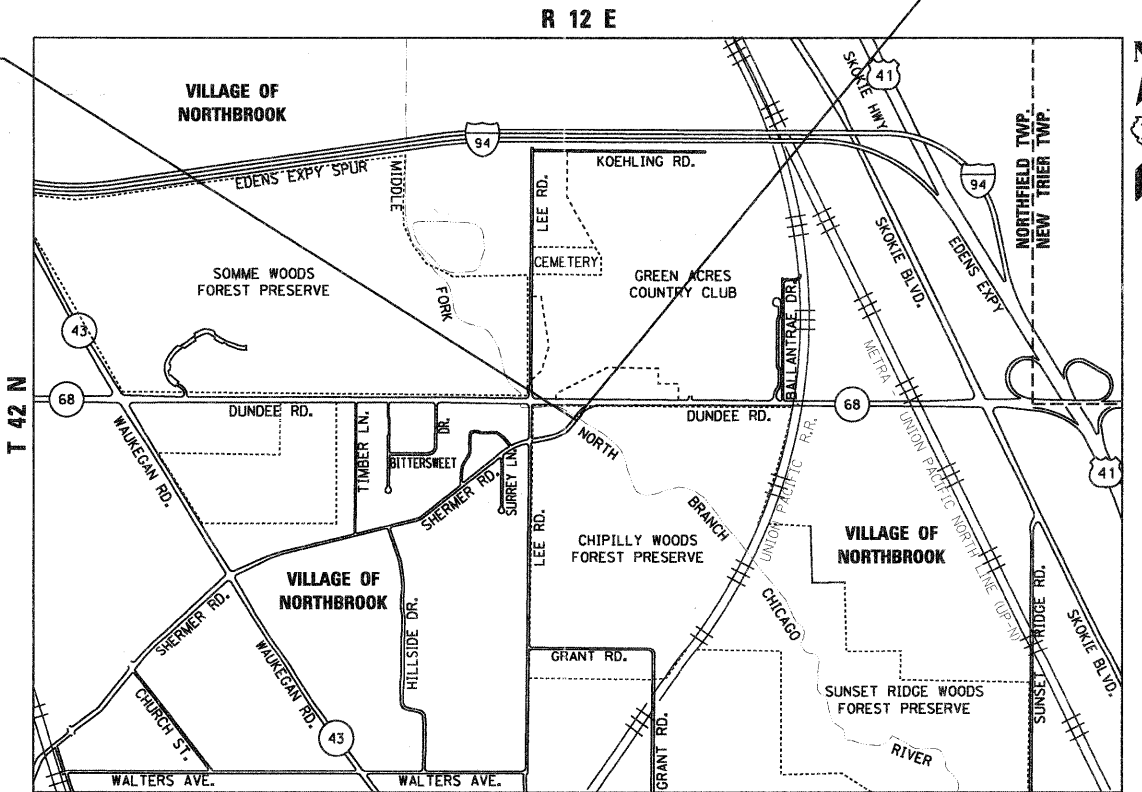 R 12 E
T 42 N
N
VILLAGE OF
NORTHBROOK
94
EDENS EXPY SPUR
MIDDLE
FORK
LEE RD.
KOEHLING RD.
CEMETERY
SOMME WOODS
FOREST PRESERVE
GREEN ACRES
COUNTRY CLUB
BALLANTRAE DR.
SKOKIE HWY
41
94
NORTHFIELD TWP.
NEW TRIER TWP.
SKOKIE BLVD.
EDENS EXPY
43
68
DUNDEE RD.
DUNDEE RD.
68
41
WAUKEGAN RD.
TIMBER LN.
BITTERSWEET
DR.
SURREY LN.
SHERMER RD.
LEE RD.
NORTH
BRANCH
CHICAGO
RIVER
UNION PACIFIC R.R.
METRA UNION PACIFIC NORTH LINE (UP-N)
CHIPILLY WOODS
FOREST PRESERVE
VILLAGE OF
NORTHBROOK
VILLAGE OF
NORTHBROOK
SHERMER RD.
HILLSIDE DR.
WAUKEGAN RD.
43
CHURCH ST.
WALTERS AVE.
WALTERS AVE.
GRANT RD.
GRANT RD.
SUNSET RIDGE WOODS
FOREST PRESERVE
SUNSET RIDGE RD.
SKOKIE BLVD.